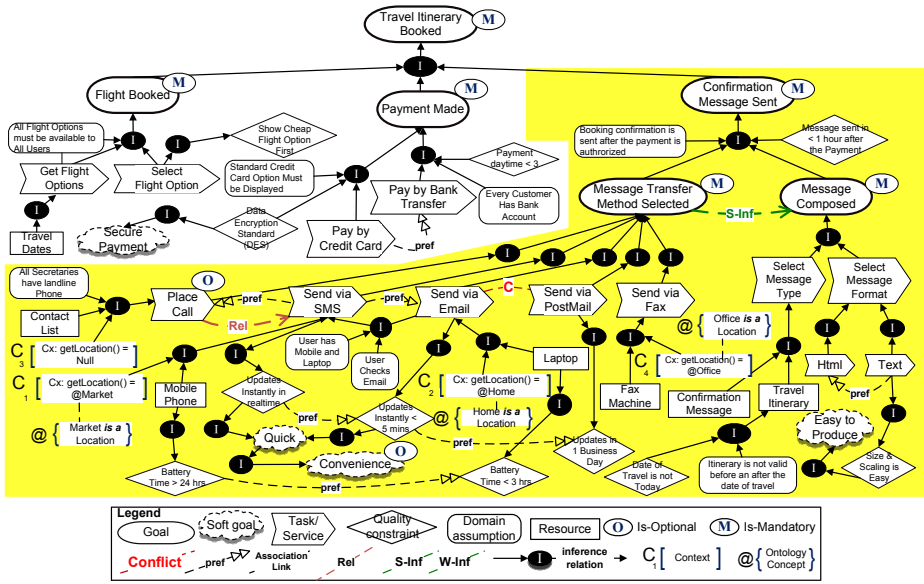 Travel Itinerary
Booked
M
I
Flight Booked
M
Payment Made
M
Confirmation
Message Sent
M
All Flight Options
must be available to
All Users
I
I
Show Cheap
Flight Option
First
Booking confirmation is
sent after the payment is
authorized
I
Message sent in
< 1 hour after
the Payment
Get Flight
Options
Select
Flight Option
Standard Credit
Card Option Must
be Displayed
I
I
Payment
daytime < 3
I
Travel
Dates
I
Secure
Payment
Data
Encryption
Standard
(DES)
Pay by
Credit Card
Pay by Bank
Transfer
pref
Every Customer
Has Bank
Account
Message Transfer
Method Selected
M
S-Inf
Message
Composed
M
I
I
I
I
I
I
All Secretaries
have landline
Phone
Contact
List
I
Place
Call
O
pref
Rel
Send via
SMS
pref
Send via
Email
C
Send via
PostMail
Send via
Fax
Select
Message
Type
Select
Message
Format
C
3
Cx: getLocation() =
Null
C
1
Cx: getLocation() =
@Market
@
Market is a
Location
I
Mobile
Phone
I
User has
Mobile and
Laptop
I
User
Checks
Email
I
I
I
Laptop
C
2
Cx: getLocation() =
@Home
@
Home is a
Location
I
I
I
Fax
Machine
@
Office is a
Location
C
4
Cx: getLocation() =
@Office
I
I
I
Html
Text
pref
Updates
Instantly in
realtime
pref
Updates
Instantly <
5 mins
I
Quick
I
I
Convenience
O
pref
Updates in
1 Business
Day
Battery
Time > 24 hrs
pref
Battery
Time < 3 hrs
Confirmation
Message
Travel
Itinerary
I
Date of
Travel is not
Today
Itinerary is not valid
before an after the
date of travel
Easy to
Produce
I
I
Size &
Scaling is
Easy
Legend
Goal
Soft goal
Task/
Service
Quality
constraint
Domain
assumption
Resource
O
Is-Optional
M
Is-Mandatory
Conflict
pref
Association
Link
Rel
S-Inf
W-Inf
I
inference
relation
C
1
Context
@
Ontology
Concept